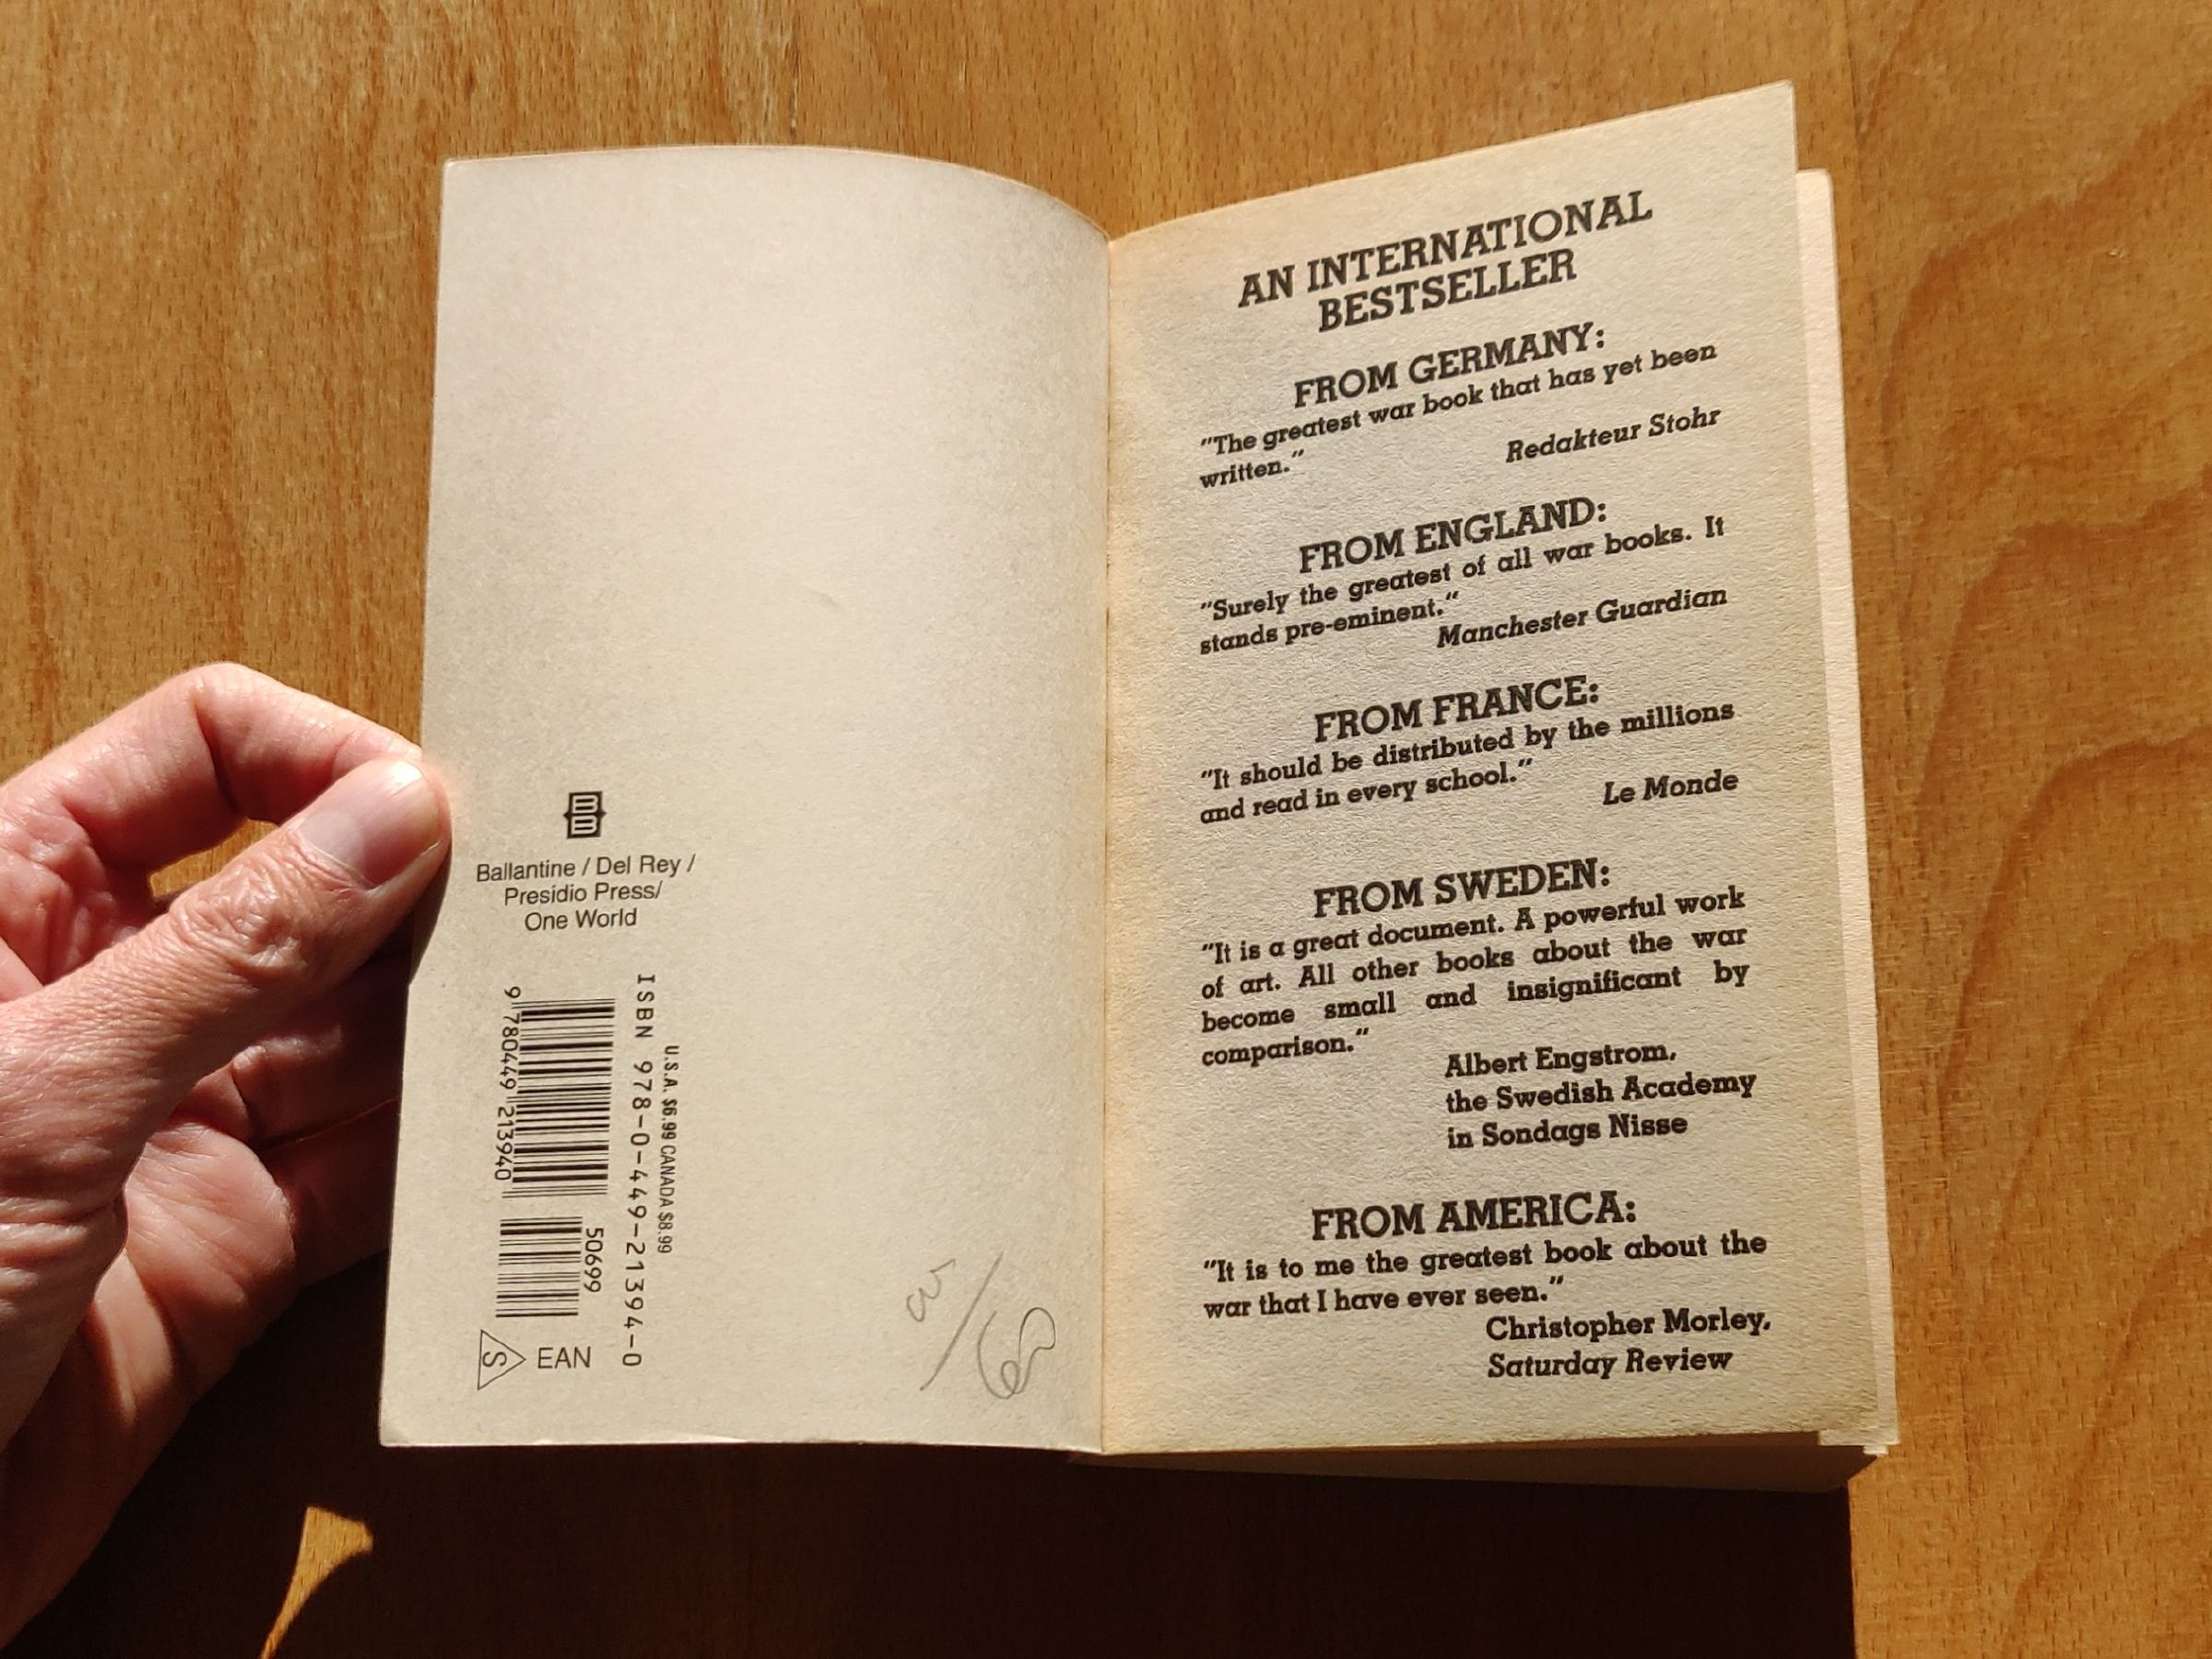 Ballantine / Del Rey /
Presidio Press/
One World
9 780449 213940
ISBN 978-0-449-21394-0
U.S.A. $6.99 CANADA $8.99
50699
S EAN
AN INTERNATIONAL
BESTSELLER
FROM GERMANY:
"The greatest war book that has yet been
written."
Redakteur Stohr
FROM ENGLAND:
"Surely the greatest of all war books. It
stands pre-eminent."
Manchester Guardian
FROM FRANCE:
"It should be distributed by the millions
and read in every school."
Le Monde
FROM SWEDEN:
"It is a great document. A powerful work
of art. All other books about the war
become small and insignificant by
comparison."
Albert Engstrom,
the Swedish Academy
in Sondags Nisse
FROM AMERICA:
"It is to me the greatest book about the
war that I have ever seen."
Christopher Morley,
Saturday Review